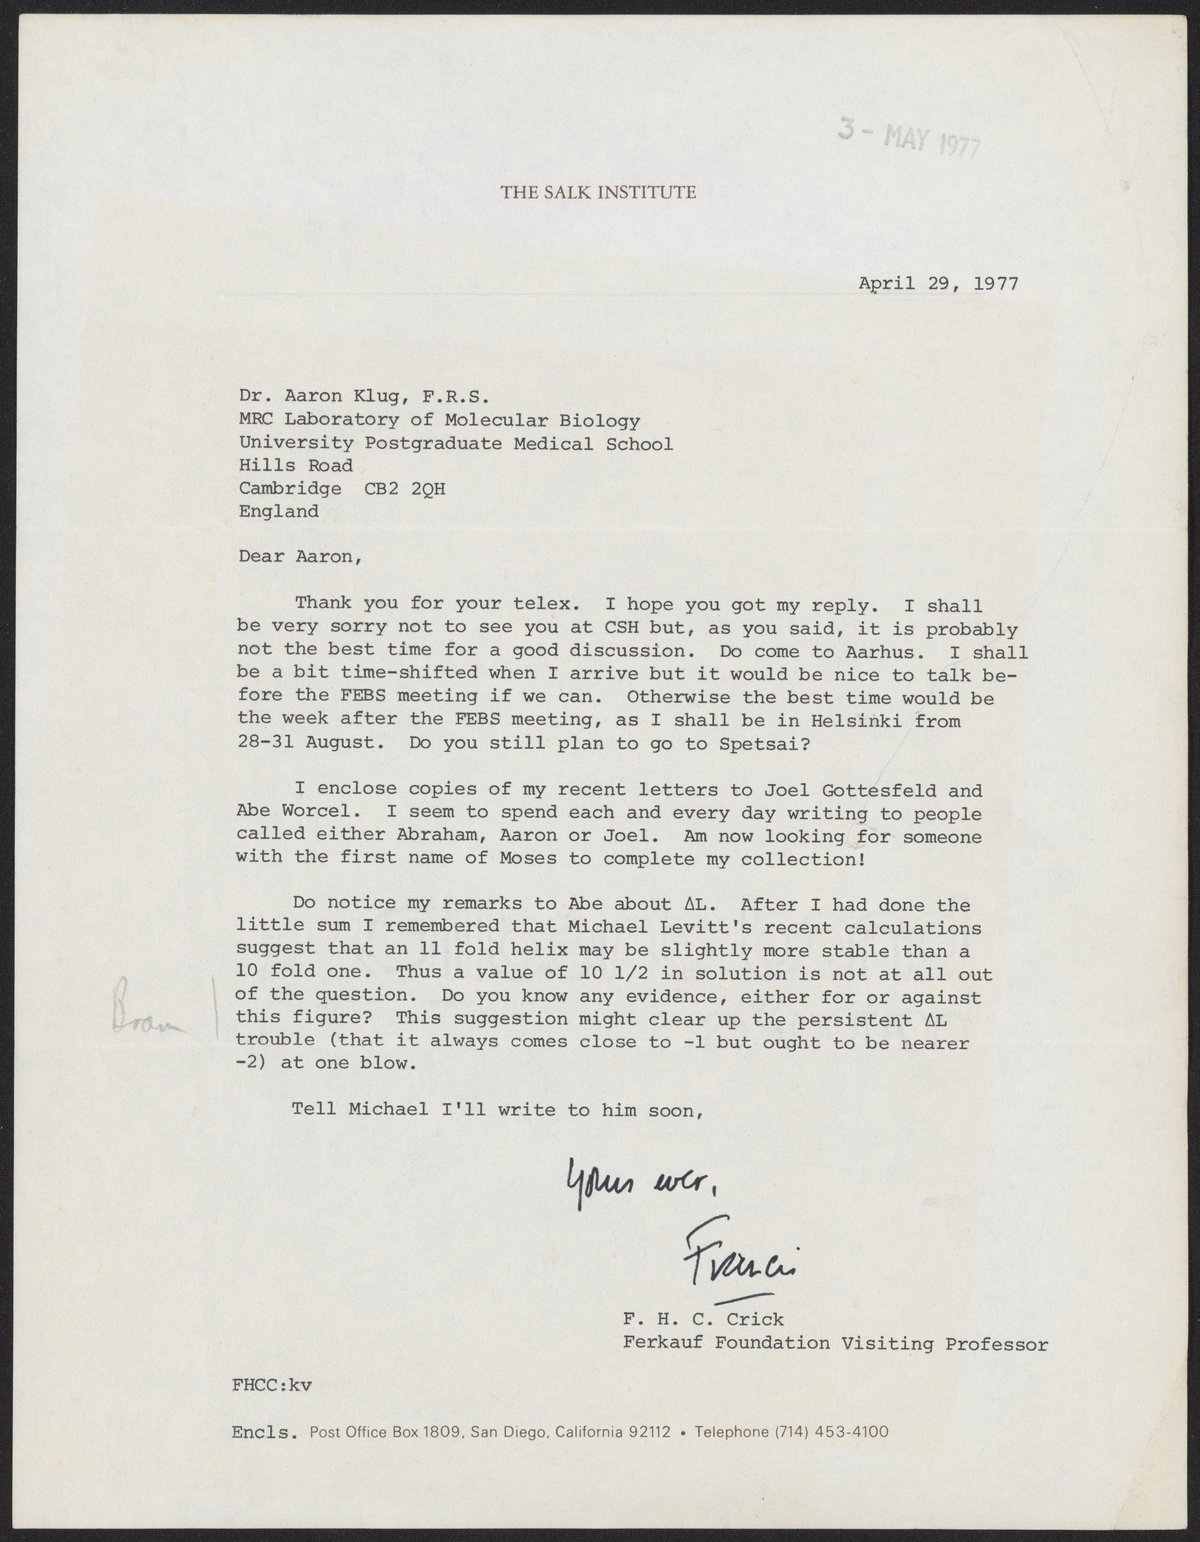 3 - MAY 1977
THE SALK INSTITUTE
April 29, 1977
Dr. Aaron Klug, F.R.S.
MRC Laboratory of Molecular Biology
University Postgraduate Medical School
Hills Road
Cambridge  CB2 2QH
England
Dear Aaron,
Thank you for your telex.  I hope you got my reply.  I shall
be very sorry not to see you at CSH but, as you said, it is probably
not the best time for a good discussion.  Do come to Aarhus.  I shall
be a bit time-shifted when I arrive but it would be nice to talk be-
fore the FEBS meeting if we can.  Otherwise the best time would be
the week after the FEBS meeting, as I shall be in Helsinki from
28-31 August.  Do you still plan to go to Spetsai?
I enclose copies of my recent letters to Joel Gottesfeld and
Abe Worcel.  I seem to spend each and every day writing to people
called either Abraham, Aaron or Joel.  Am now looking for someone
with the first name of Moses to complete my collection!
Do notice my remarks to Abe about ΔL.  After I had done the
little sum I remembered that Michael Levitt's recent calculations
suggest that an 11 fold helix may be slightly more stable than a
10 fold one.  Thus a value of 10 1/2 in solution is not at all out
of the question.  Do you know any evidence, either for or against
this figure?  This suggestion might clear up the persistent ΔL
trouble (that it always comes close to -1 but ought to be nearer
-2) at one blow.
Tell Michael I'll write to him soon,
Yours ever,
Francis
F. H. C. Crick
Ferkauf Foundation Visiting Professor
FHCC:kv
Encls. Post Office Box 1809, San Diego, California 92112 • Telephone (714) 453-4100